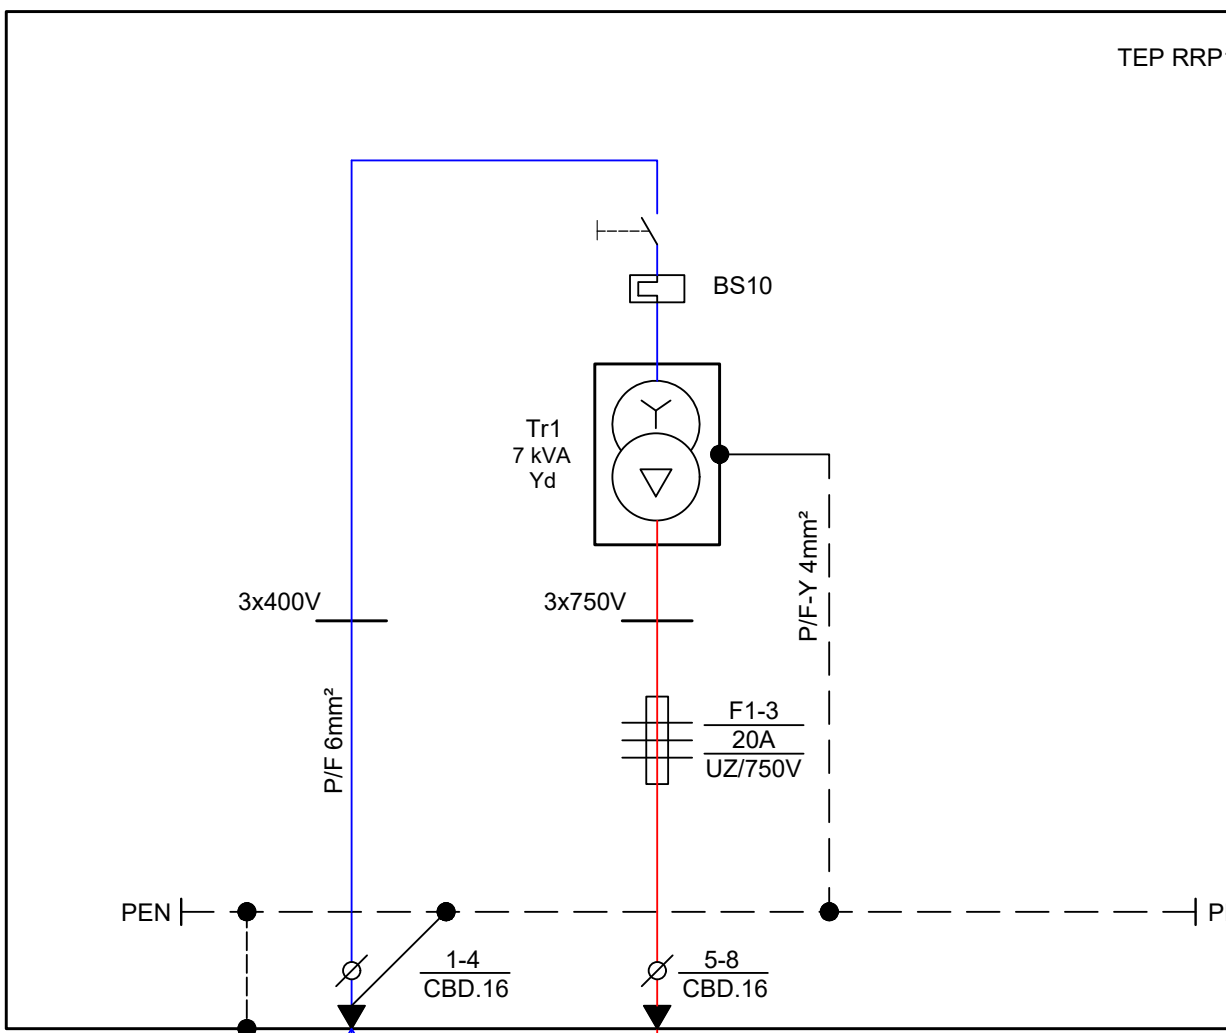 TEP RRP1
BS10
Tr1
7 kVA
Yd
P/F-Y 4mm²
3x400V
3x750V
P/F 6mm²
F1-3
20A
UZ/750V
PEN
1-4
CBD.16
5-8
CBD.16